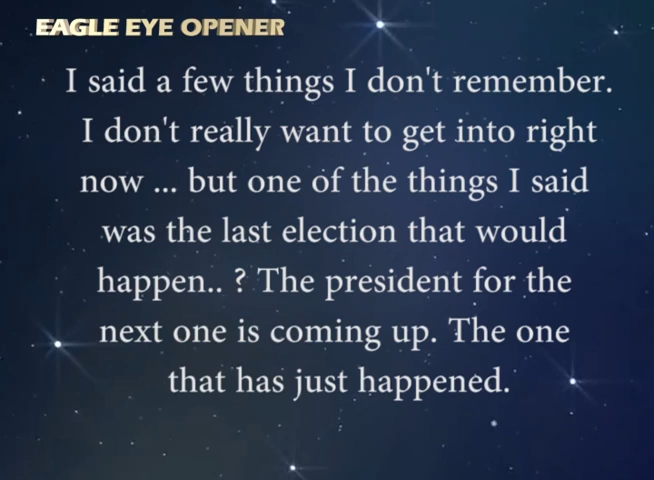 EAGLE EYE OPENER
I said a few things I don't remember.
I don't really want to get into right
now ... but one of the things I said
was the last election that would
happen.. ? The president for the
next one is coming up. The one
that has just happened.